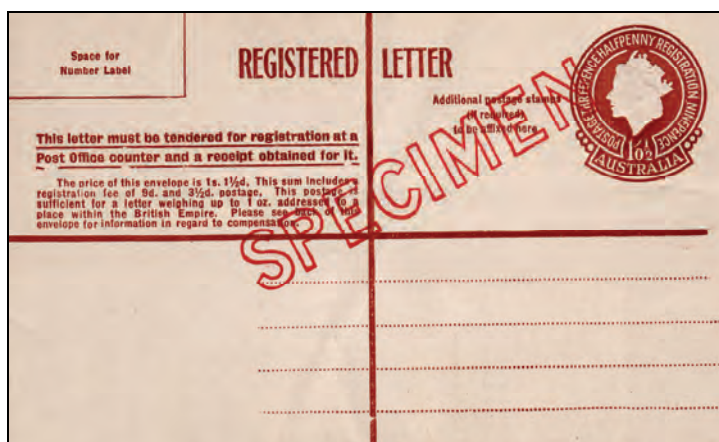 Space for
Number Label
REGISTERED LETTER
Additional postage stamps
(if required)
to be affixed here
POSTAGE THREEPENCE HALFPENNY REGISTRATION NINEPENCE
1/0½
AUSTRALIA
This letter must be tendered for registration at a
Post Office counter and a receipt obtained for it.
The price of this envelope is 1s. This sum includes a
registration fee of 9d. and 3½d. postage. This postage is
sufficient for a letter weighing up to 1 oz. addressed to a
place within the British Empire. Please see back of this
envelope for information in regard to compensation.
SPECIMEN